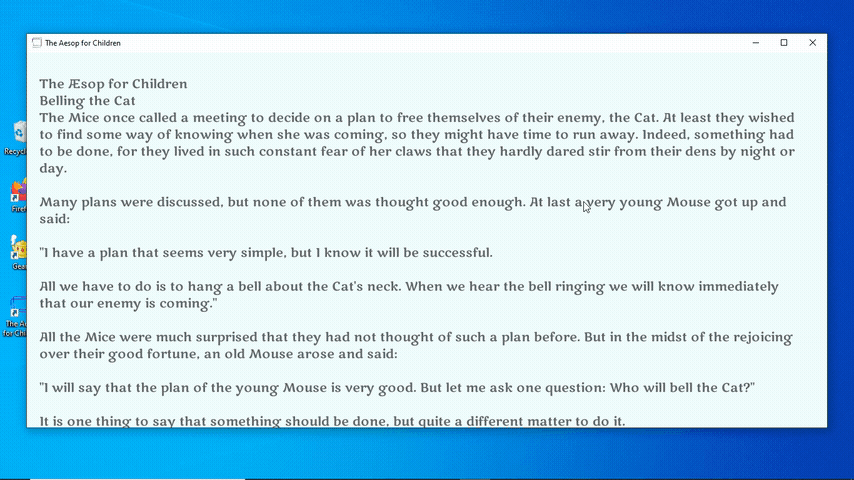 The Aesop for Children
The Æsop for Children
Belling the Cat
The Mice once called a meeting to decide on a plan to free themselves of their enemy, the Cat. At least they wished
to find some way of knowing when she was coming, so they might have time to run away. Indeed, something had
to be done, for they lived in such constant fear of her claws that they hardly dared stir from their dens by night or
day.
Many plans were discussed, but none of them was thought good enough. At last a very young Mouse got up and
said:
"I have a plan that seems very simple, but I know it will be successful.
All we have to do is to hang a bell about the Cat's neck. When we hear the bell ringing we will know immediately
that our enemy is coming."
All the Mice were much surprised that they had not thought of such a plan before. But in the midst of the rejoicing
over their good fortune, an old Mouse arose and said:
"I will say that the plan of the young Mouse is very good. But let me ask one question: Who will bell the Cat?"
It is one thing to say that something should be done, but quite a different matter to do it.